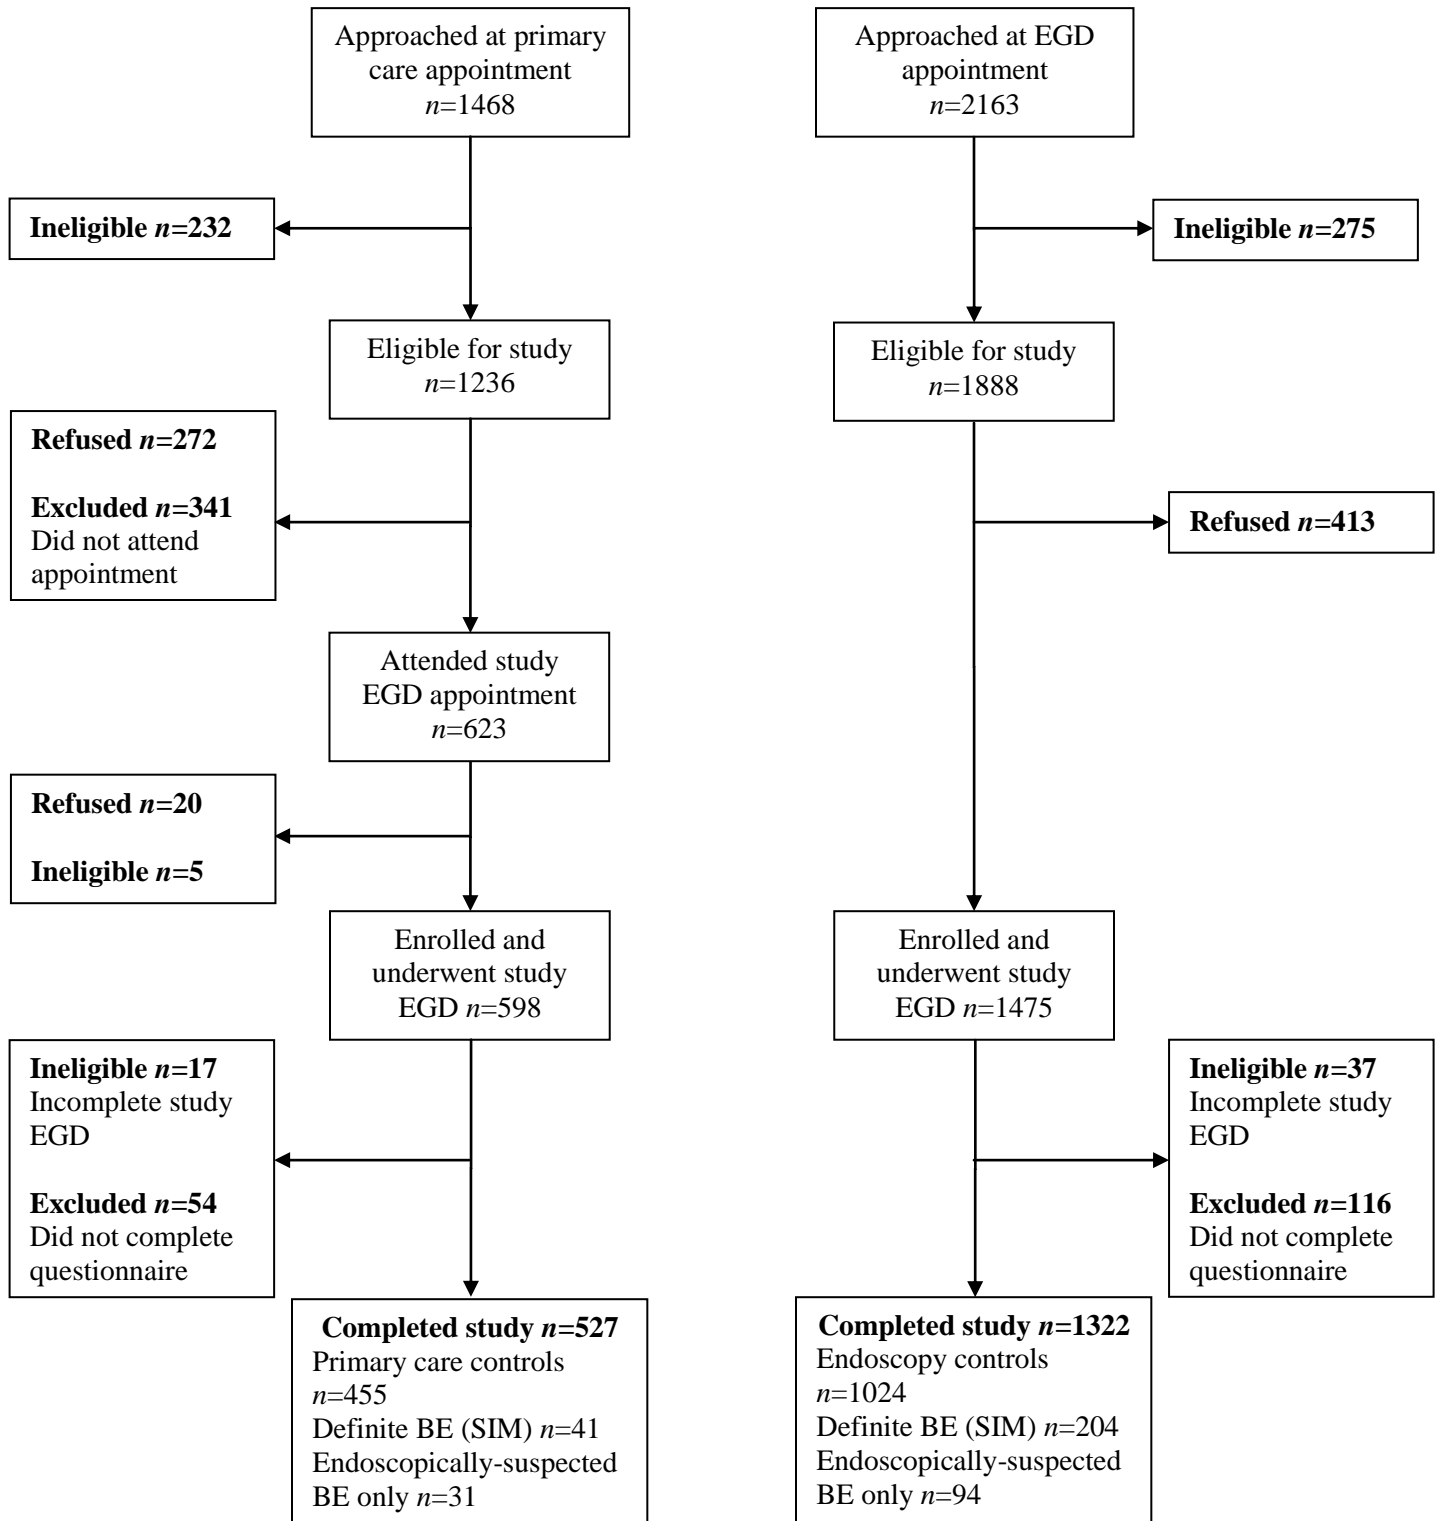 Approached at primary
care appointment
n=1468
Approached at EGD
appointment
n=2163
Ineligible n=232
Ineligible n=275
Eligible for study
n=1236
Eligible for study
n=1888
Refused n=272
Excluded n=341
Did not attend
appointment
Refused n=413
Attended study
EGD appointment
n=623
Refused n=20
Ineligible n=5
Enrolled and
underwent study
EGD n=598
Enrolled and
underwent study
EGD n=1475
Ineligible n=17
Incomplete study
EGD
Excluded n=54
Did not complete
questionnaire
Ineligible n=37
Incomplete study
EGD
Excluded n=116
Did not complete
questionnaire
Completed study n=527
Primary care controls
n=455
Definite BE (SIM) n=41
Endoscopically-suspected
BE only n=31
Completed study n=1322
Endoscopy controls
n=1024
Definite BE (SIM) n=204
Endoscopically-suspected
BE only n=94